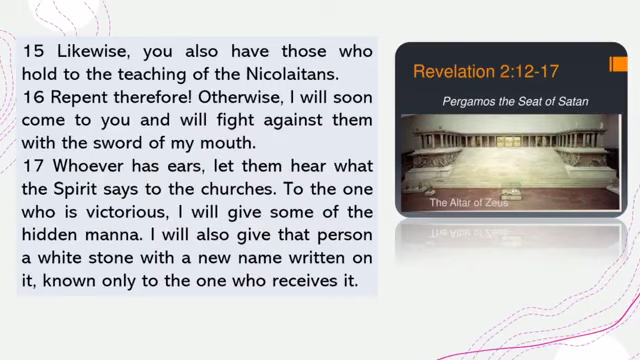 15 Likewise, you also have those who
hold to the teaching of the Nicolaitans.
16 Repent therefore! Otherwise, I will soon
come to you and will fight against them
with the sword of my mouth.
17 Whoever has ears, let them hear what
the Spirit says to the churches. To the one
who is victorious, I will give some of the
hidden manna. I will also give that person
a white stone with a new name written on
it, known only to the one who receives it.
Revelation 2:12-17
Pergamos the Seat of Satan
The Altar of Zeus